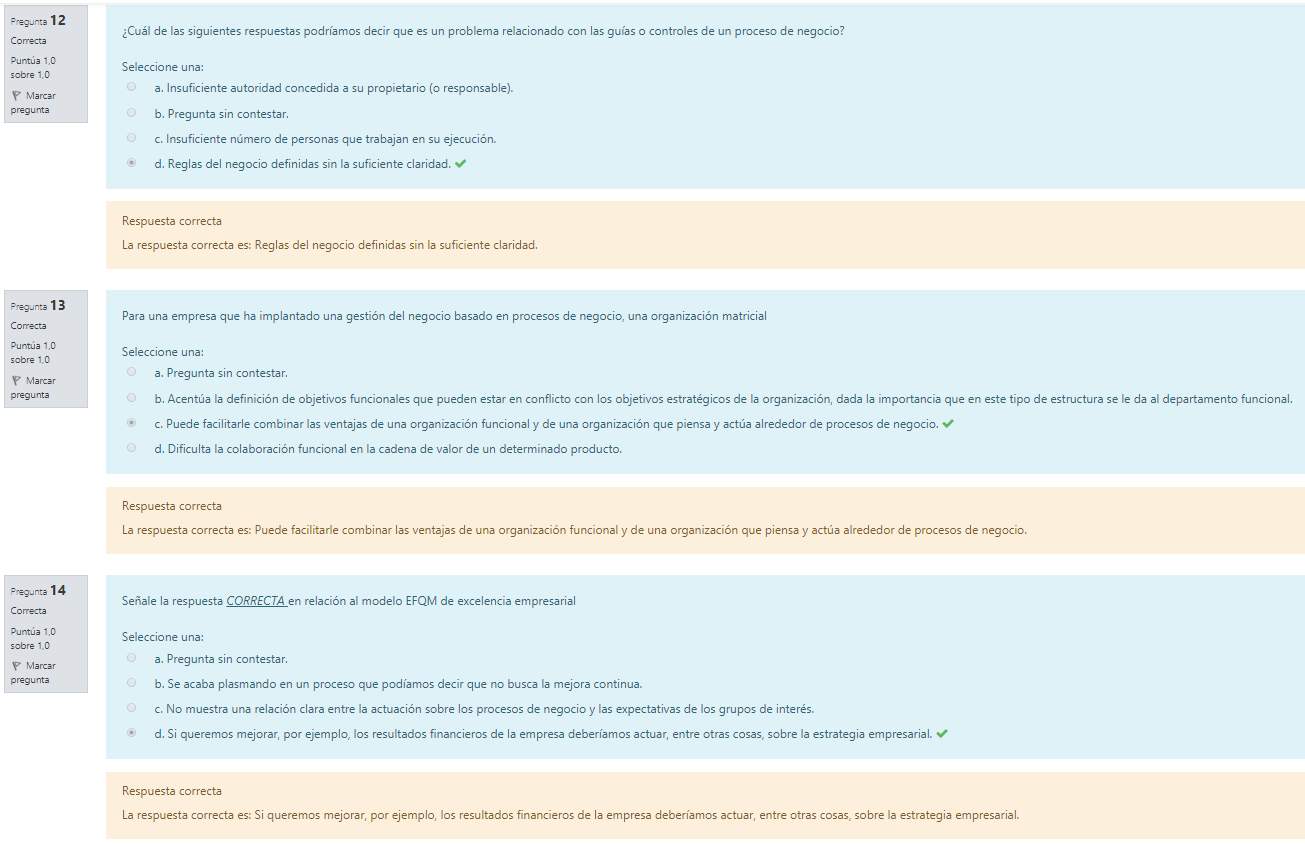 Pregunta 12
Correcta
Puntúa 1,0
sobre 1,0
Marcar
pregunta
¿Cuál de las siguientes respuestas podríamos decir que es un problema relacionado con las guías o controles de un proceso de negocio?
Seleccione una:
a. Insuficiente autoridad concedida a su propietario (o responsable).
b. Pregunta sin contestar.
c. Insuficiente número de personas que trabajan en su ejecución.
d. Reglas del negocio definidas sin la suficiente claridad.
Respuesta correcta
La respuesta correcta es: Reglas del negocio definidas sin la suficiente claridad.
Pregunta 13
Correcta
Puntúa 1,0
sobre 1,0
Marcar
pregunta
Para una empresa que ha implantado una gestión del negocio basado en procesos de negocio, una organización matricial
Seleccione una:
a. Pregunta sin contestar.
b. Acentúa la definición de objetivos funcionales que pueden estar en conflicto con los objetivos estratégicos de la organización, dada la importancia que en este tipo de estructura se le da al departamento funcional.
c. Puede facilitarle combinar las ventajas de una organización funcional y de una organización que piensa y actúa alrededor de procesos de negocio.
d. Dificulta la colaboración funcional en la cadena de valor de un determinado producto.
Respuesta correcta
La respuesta correcta es: Puede facilitarle combinar las ventajas de una organización funcional y de una organización que piensa y actúa alrededor de procesos de negocio.
Pregunta 14
Correcta
Puntúa 1,0
sobre 1,0
Marcar
pregunta
Señale la respuesta CORRECTA en relación al modelo EFQM de excelencia empresarial
Seleccione una:
a. Pregunta sin contestar.
b. Se acaba plasmando en un proceso que podíamos decir que no busca la mejora continua.
c. No muestra una relación clara entre la actuación sobre los procesos de negocio y las expectativas de los grupos de interés.
d. Si queremos mejorar, por ejemplo, los resultados financieros de la empresa deberíamos actuar, entre otras cosas, sobre la estrategia empresarial.
Respuesta correcta
La respuesta correcta es: Si queremos mejorar, por ejemplo, los resultados financieros de la empresa deberíamos actuar, entre otras cosas, sobre la estrategia empresarial.